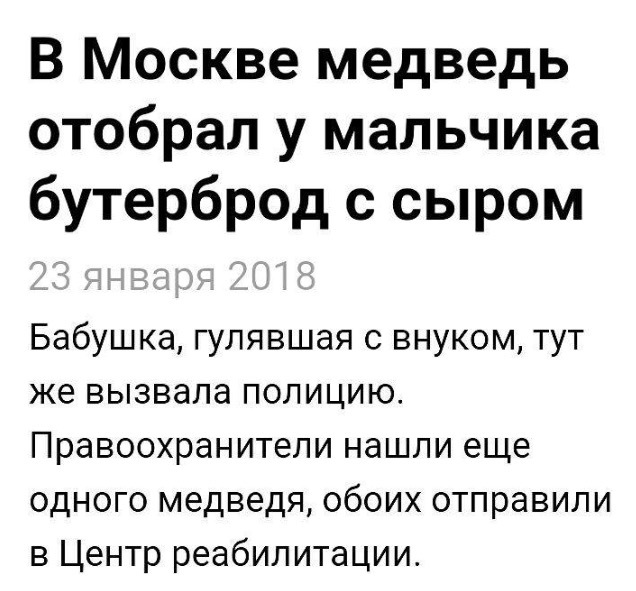 В Москве медведь
отобрал у мальчика
бутерброд с сыром
23 января 2018
Бабушка, гулявшая с внуком, тут
же вызвала полицию.
Правоохранители нашли еще
одного медведя, обоих отправили
в Центр реабилитации.